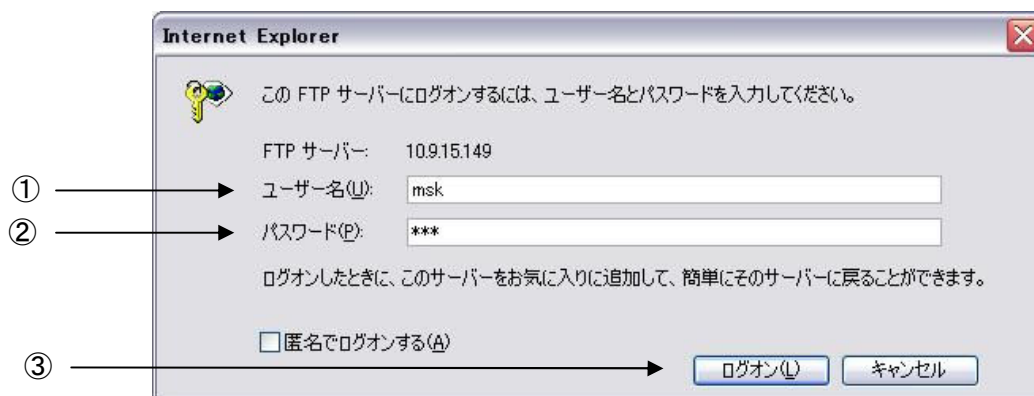 Internet Explorer
この FTP サーバーにログオンするには、ユーザー名とパスワードを入力してください。
FTP サーバー: 10.9.15.149
① ユーザー名(U): msk
② パスワード(P): ***
ログオンしたときに、このサーバーをお気に入りに追加して、簡単にそのサーバーに戻ることができます。
匿名でログオンする(A)
③ ログオン(L) キャンセル